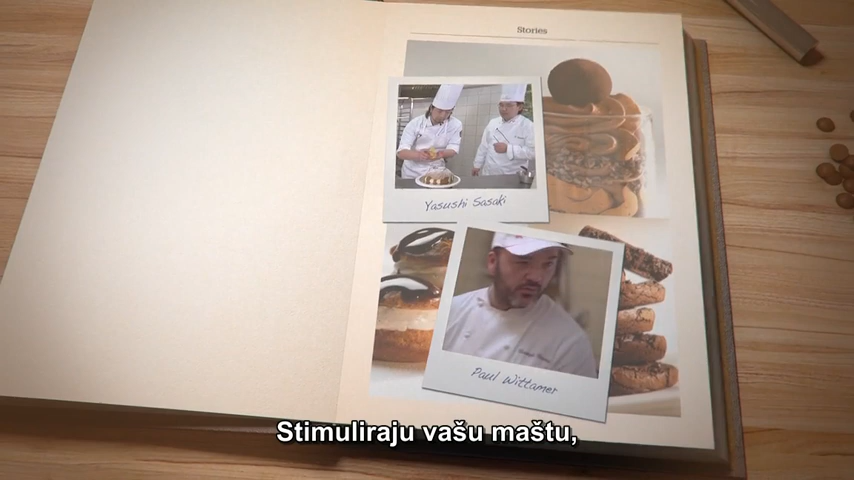 Stories
Yasushi Sasaki
Paul Wittamer
Stimuliraju vašu maštu,